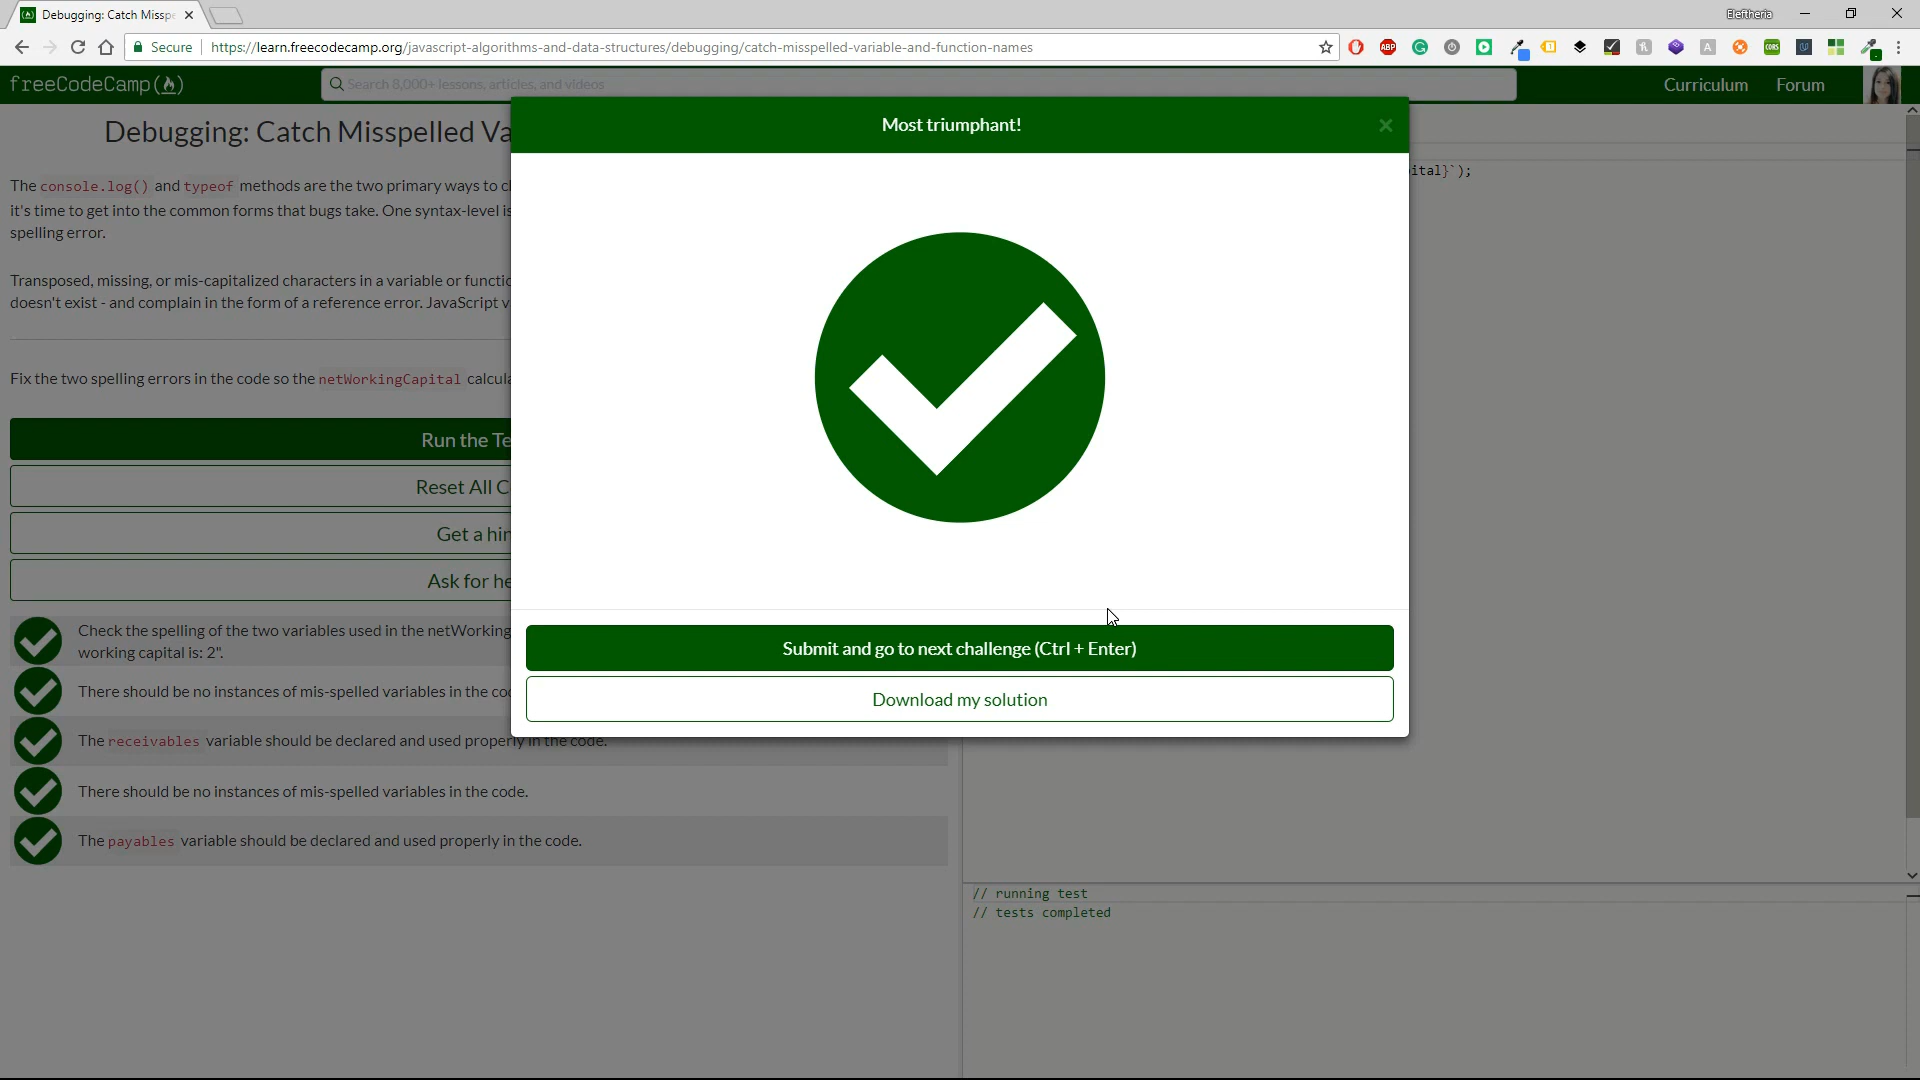 Debugging: Catch Misspe
Eleftheria
Secure
https://learn.freecodecamp.org/javascript-algorithms-and-data-structures/debugging/catch-misspelled-variable-and-function-names
freeCodeCamp(🔥)
Search 8,000+ lessons, articles, and videos
Curriculum
Forum
Debugging: Catch Misspelled Va
The console.log() and typeof methods are the two primary ways to c
it's time to get into the common forms that bugs take. One syntax-level is
spelling error.
Transposed, missing, or mis-capitalized characters in a variable or functio
doesn't exist - and complain in the form of a reference error. JavaScript v
Fix the two spelling errors in the code so the netWorkingCapital calcula
Run the Te
Reset All C
Get a hin
Ask for he
Check the spelling of the two variables used in the netWorking
working capital is: 2".
There should be no instances of mis-spelled variables in the cod
The receivables variable should be declared and used properly in the code.
There should be no instances of mis-spelled variables in the code.
The payables variable should be declared and used properly in the code.
Most triumphant!
×
Submit and go to next challenge (Ctrl + Enter)
Download my solution
ital}`);
// running test
// tests completed